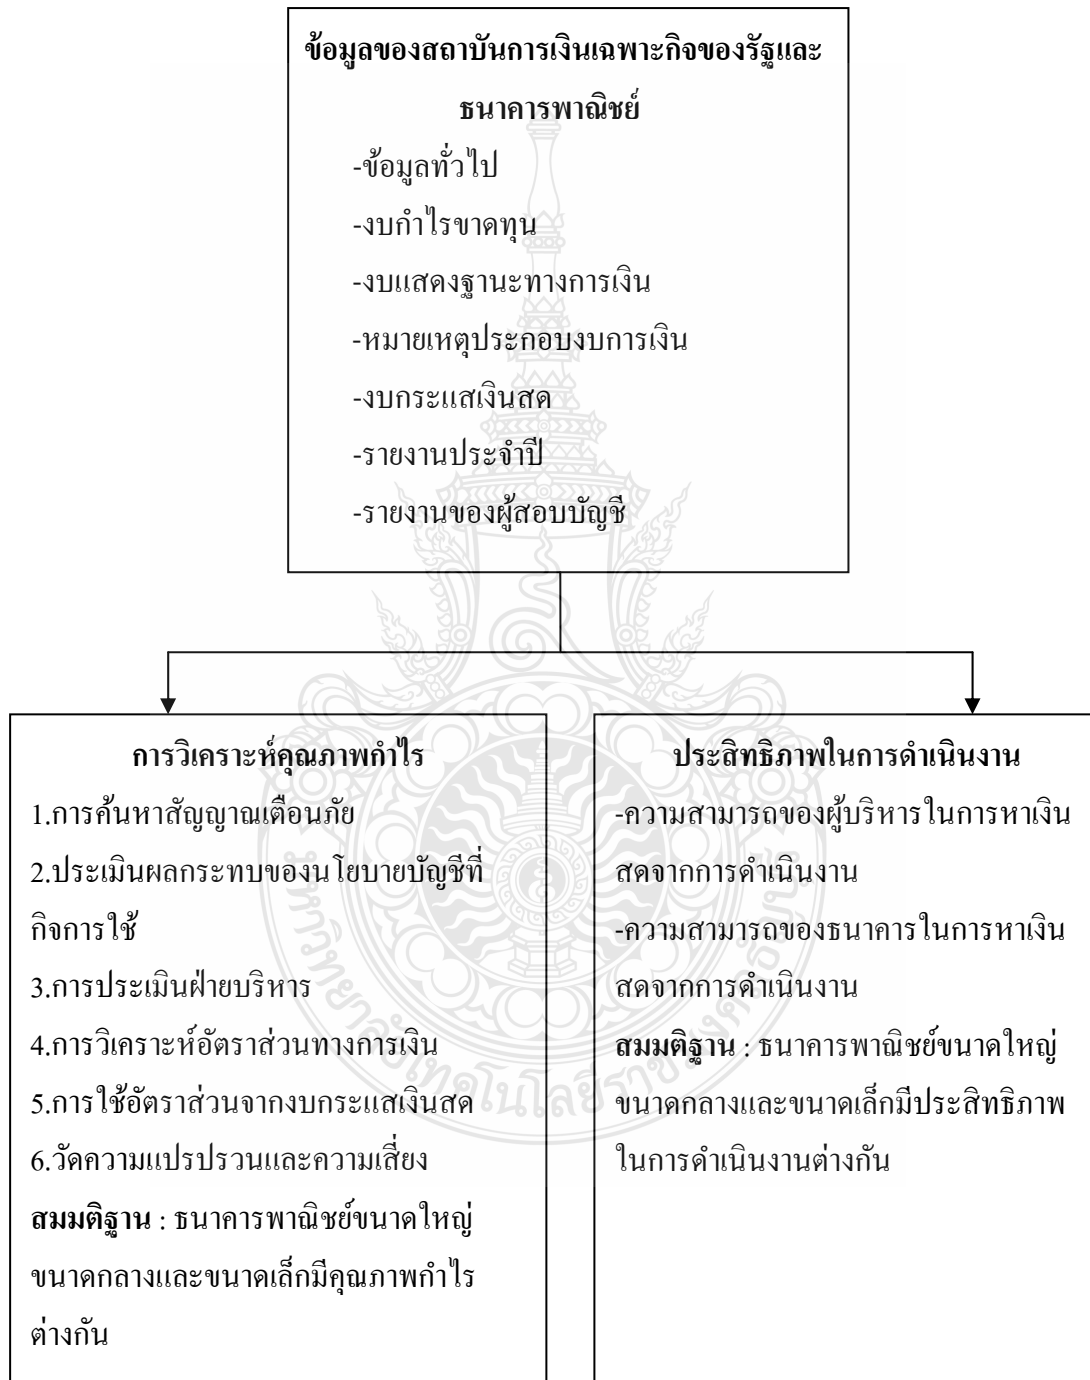 ข้อมูลของสถาบันการเงินเฉพาะกิจของรัฐและ
ธนาคารพาณิชย์
-ข้อมูลทั่วไป
-งบกำไรขาดทุน
-งบแสดงฐานะทางการเงิน
-หมายเหตุประกอบงบการเงิน
-งบกระแสเงินสด
-รายงานประจำปี
-รายงานของผู้สอบบัญชี
การวิเคราะห์คุณภาพกำไร
1.การค้นหาสัญญาณเตือนภัย
2.ประเมินผลกระทบของนโยบายบัญชีที่
กิจการใช้
3.การประเมินฝ่ายบริหาร
4.การวิเคราะห์อัตราส่วนทางการเงิน
5.การใช้อัตราส่วนจากงบกระแสเงินสด
6.วัดความแปรปรวนและความเสี่ยง
สมมติฐาน : ธนาคารพาณิชย์ขนาดใหญ่
ขนาดกลางและขนาดเล็กมีคุณภาพกำไร
ต่างกัน
ประสิทธิภาพในการดำเนินงาน
-ความสามารถของผู้บริหารในการหาเงิน
สดจากการดำเนินงาน
-ความสามารถของธนาคารในการหาเงิน
สดจากการดำเนินงาน
สมมติฐาน : ธนาคารพาณิชย์ขนาดใหญ่
ขนาดกลางและขนาดเล็กมีประสิทธิภาพ
ในการดำเนินงานต่างกัน
มหาวิทยาลัยเทคโนโลยีราชมงคลธัญบุรี